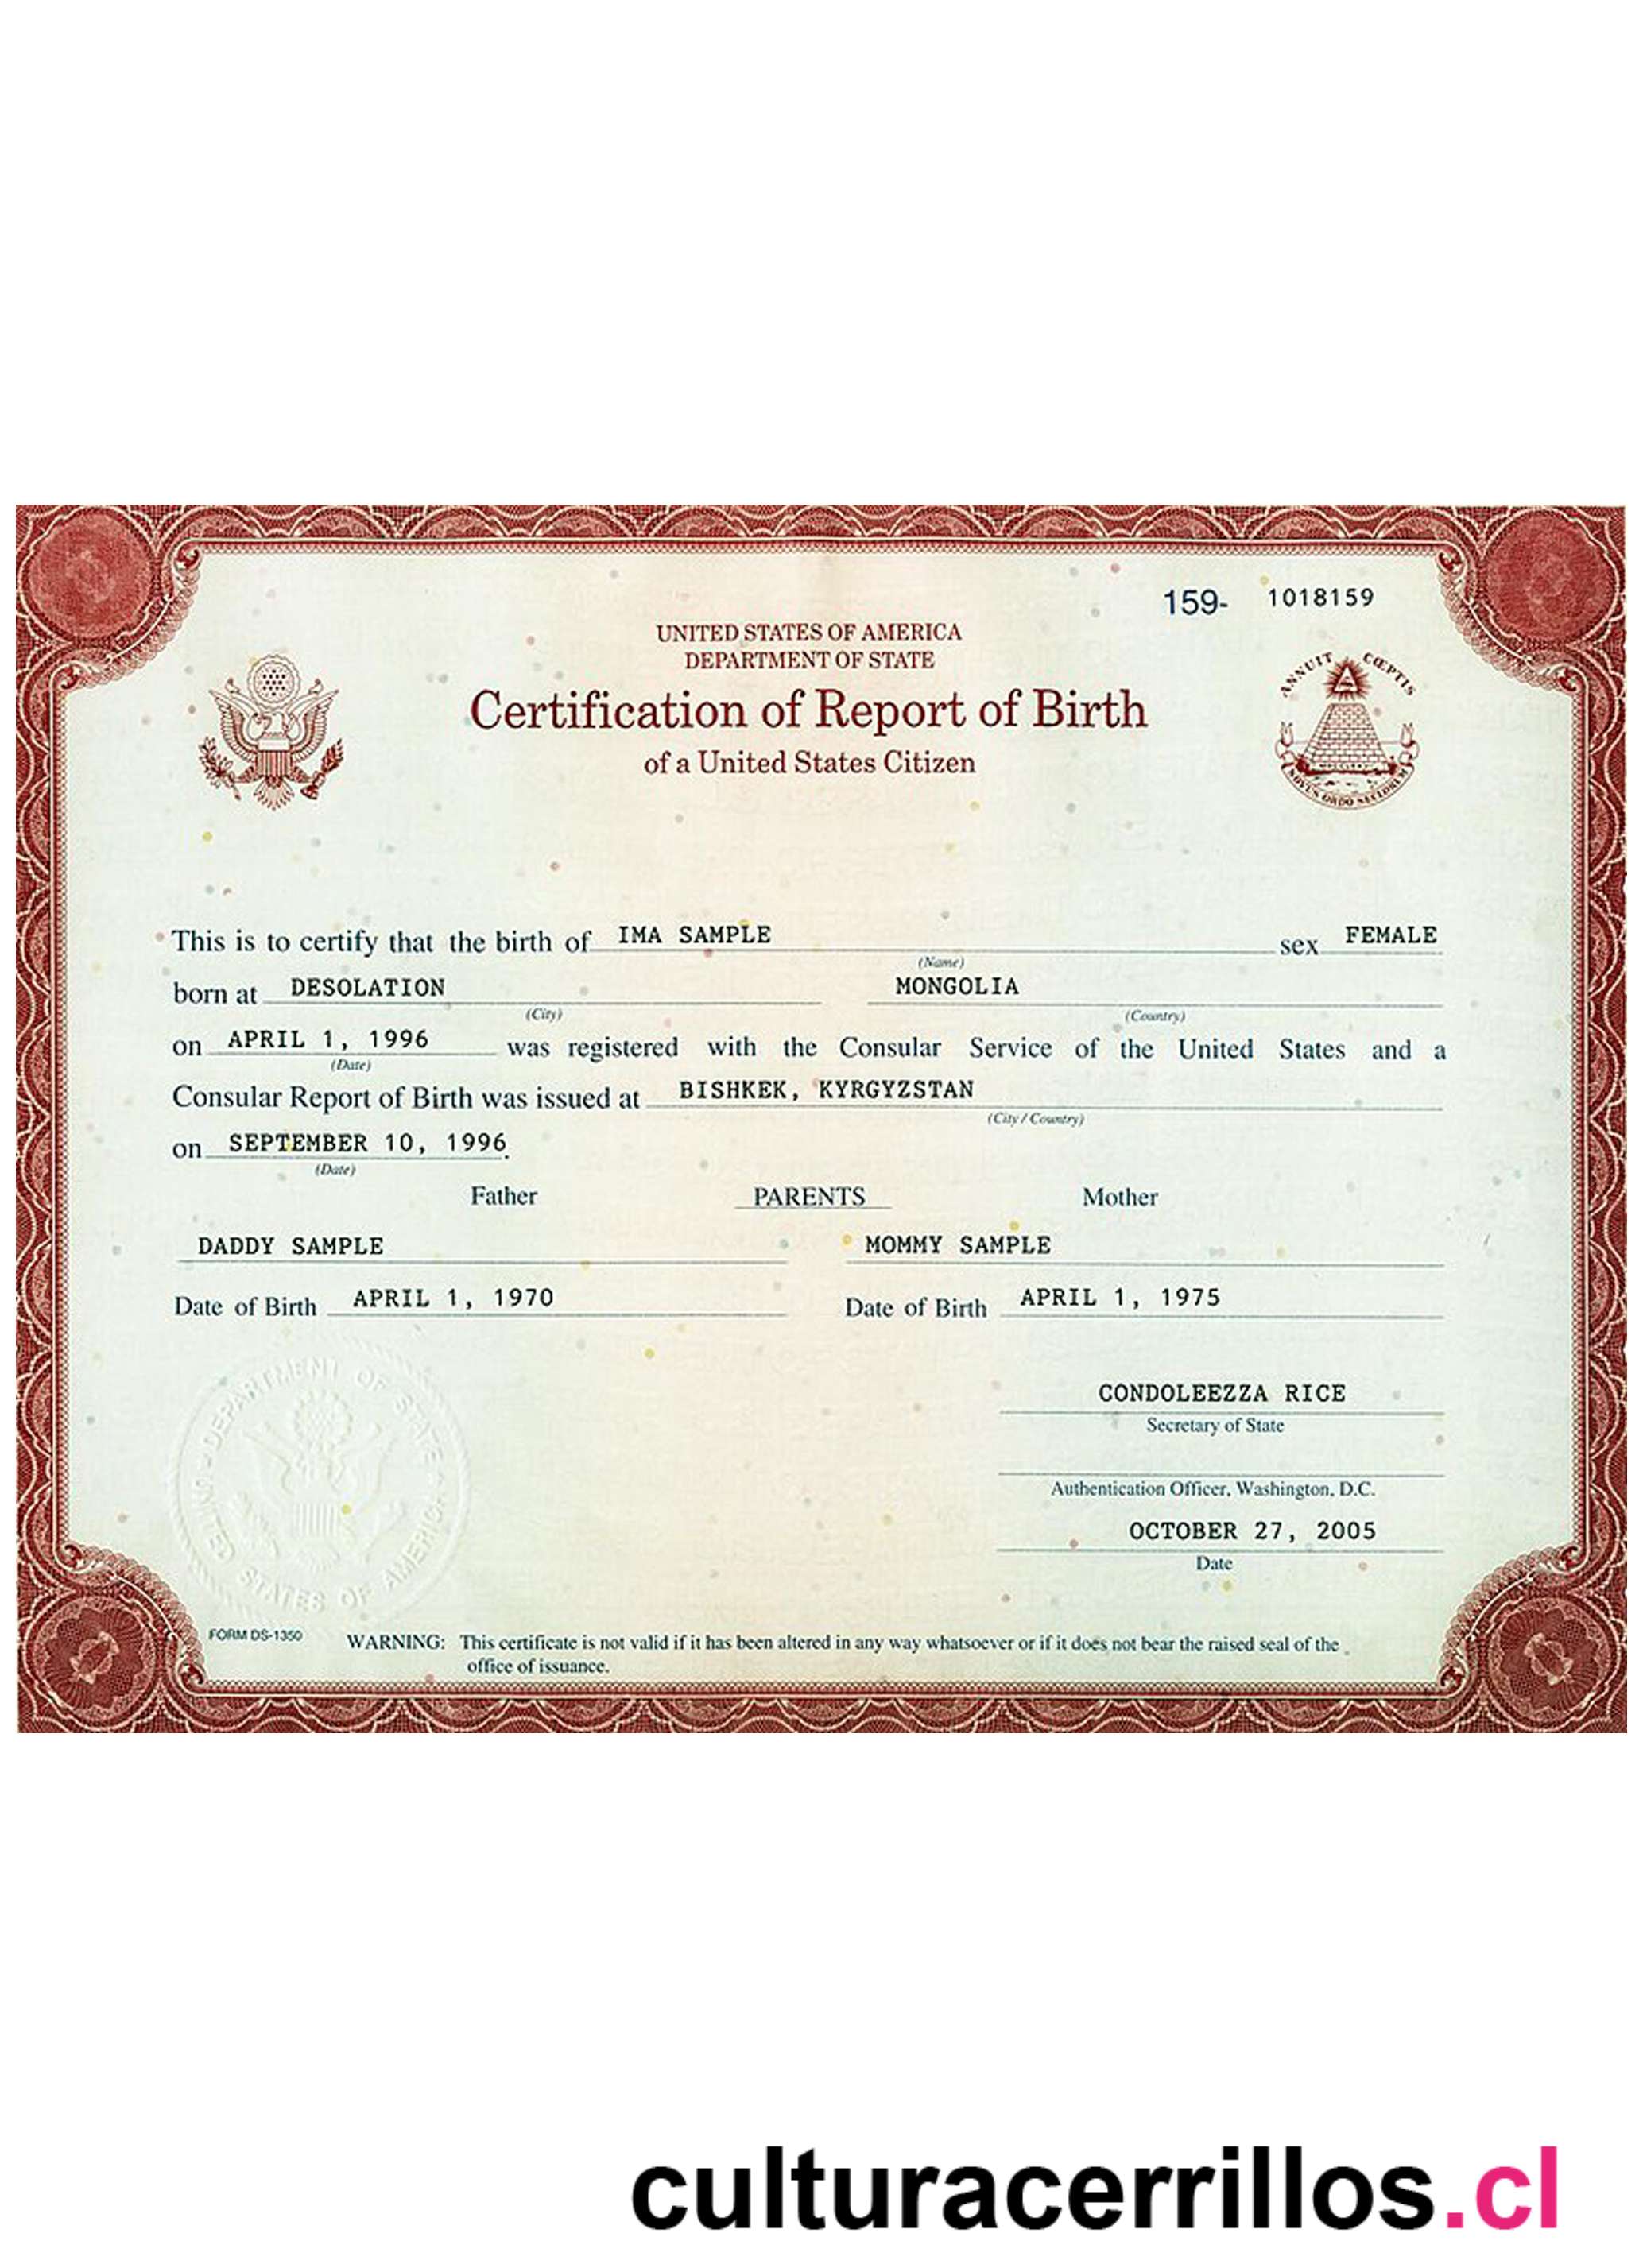 159- 1018159
UNITED STATES OF AMERICA
DEPARTMENT OF STATE
Certification of Report of Birth
of a United States Citizen
ANNUIT CŒPTIS
NOVUS ORDO SECLORUM
This is to certify that the birth of IMA SAMPLE sex FEMALE
(Name)
born at DESOLATION MONGOLIA
(City) (Country)
on APRIL 1, 1996 was registered with the Consular Service of the United States and a
(Date)
Consular Report of Birth was issued at BISHKEK, KYRGYZSTAN
(City / Country)
on SEPTEMBER 10, 1996.
(Date)
Father PARENTS Mother
DADDY SAMPLE MOMMY SAMPLE
Date of Birth APRIL 1, 1970 Date of Birth APRIL 1, 1975
DEPARTMENT OF STATE
UNITED STATES OF AMERICA
CONDOLEEZZA RICE
Secretary of State
Authentication Officer, Washington, D.C.
OCTOBER 27, 2005
Date
FORM DS-1350
WARNING: This certificate is not valid if it has been altered in any way whatsoever or if it does not bear the raised seal of the
office of issuance.
culturacerrillos.cl